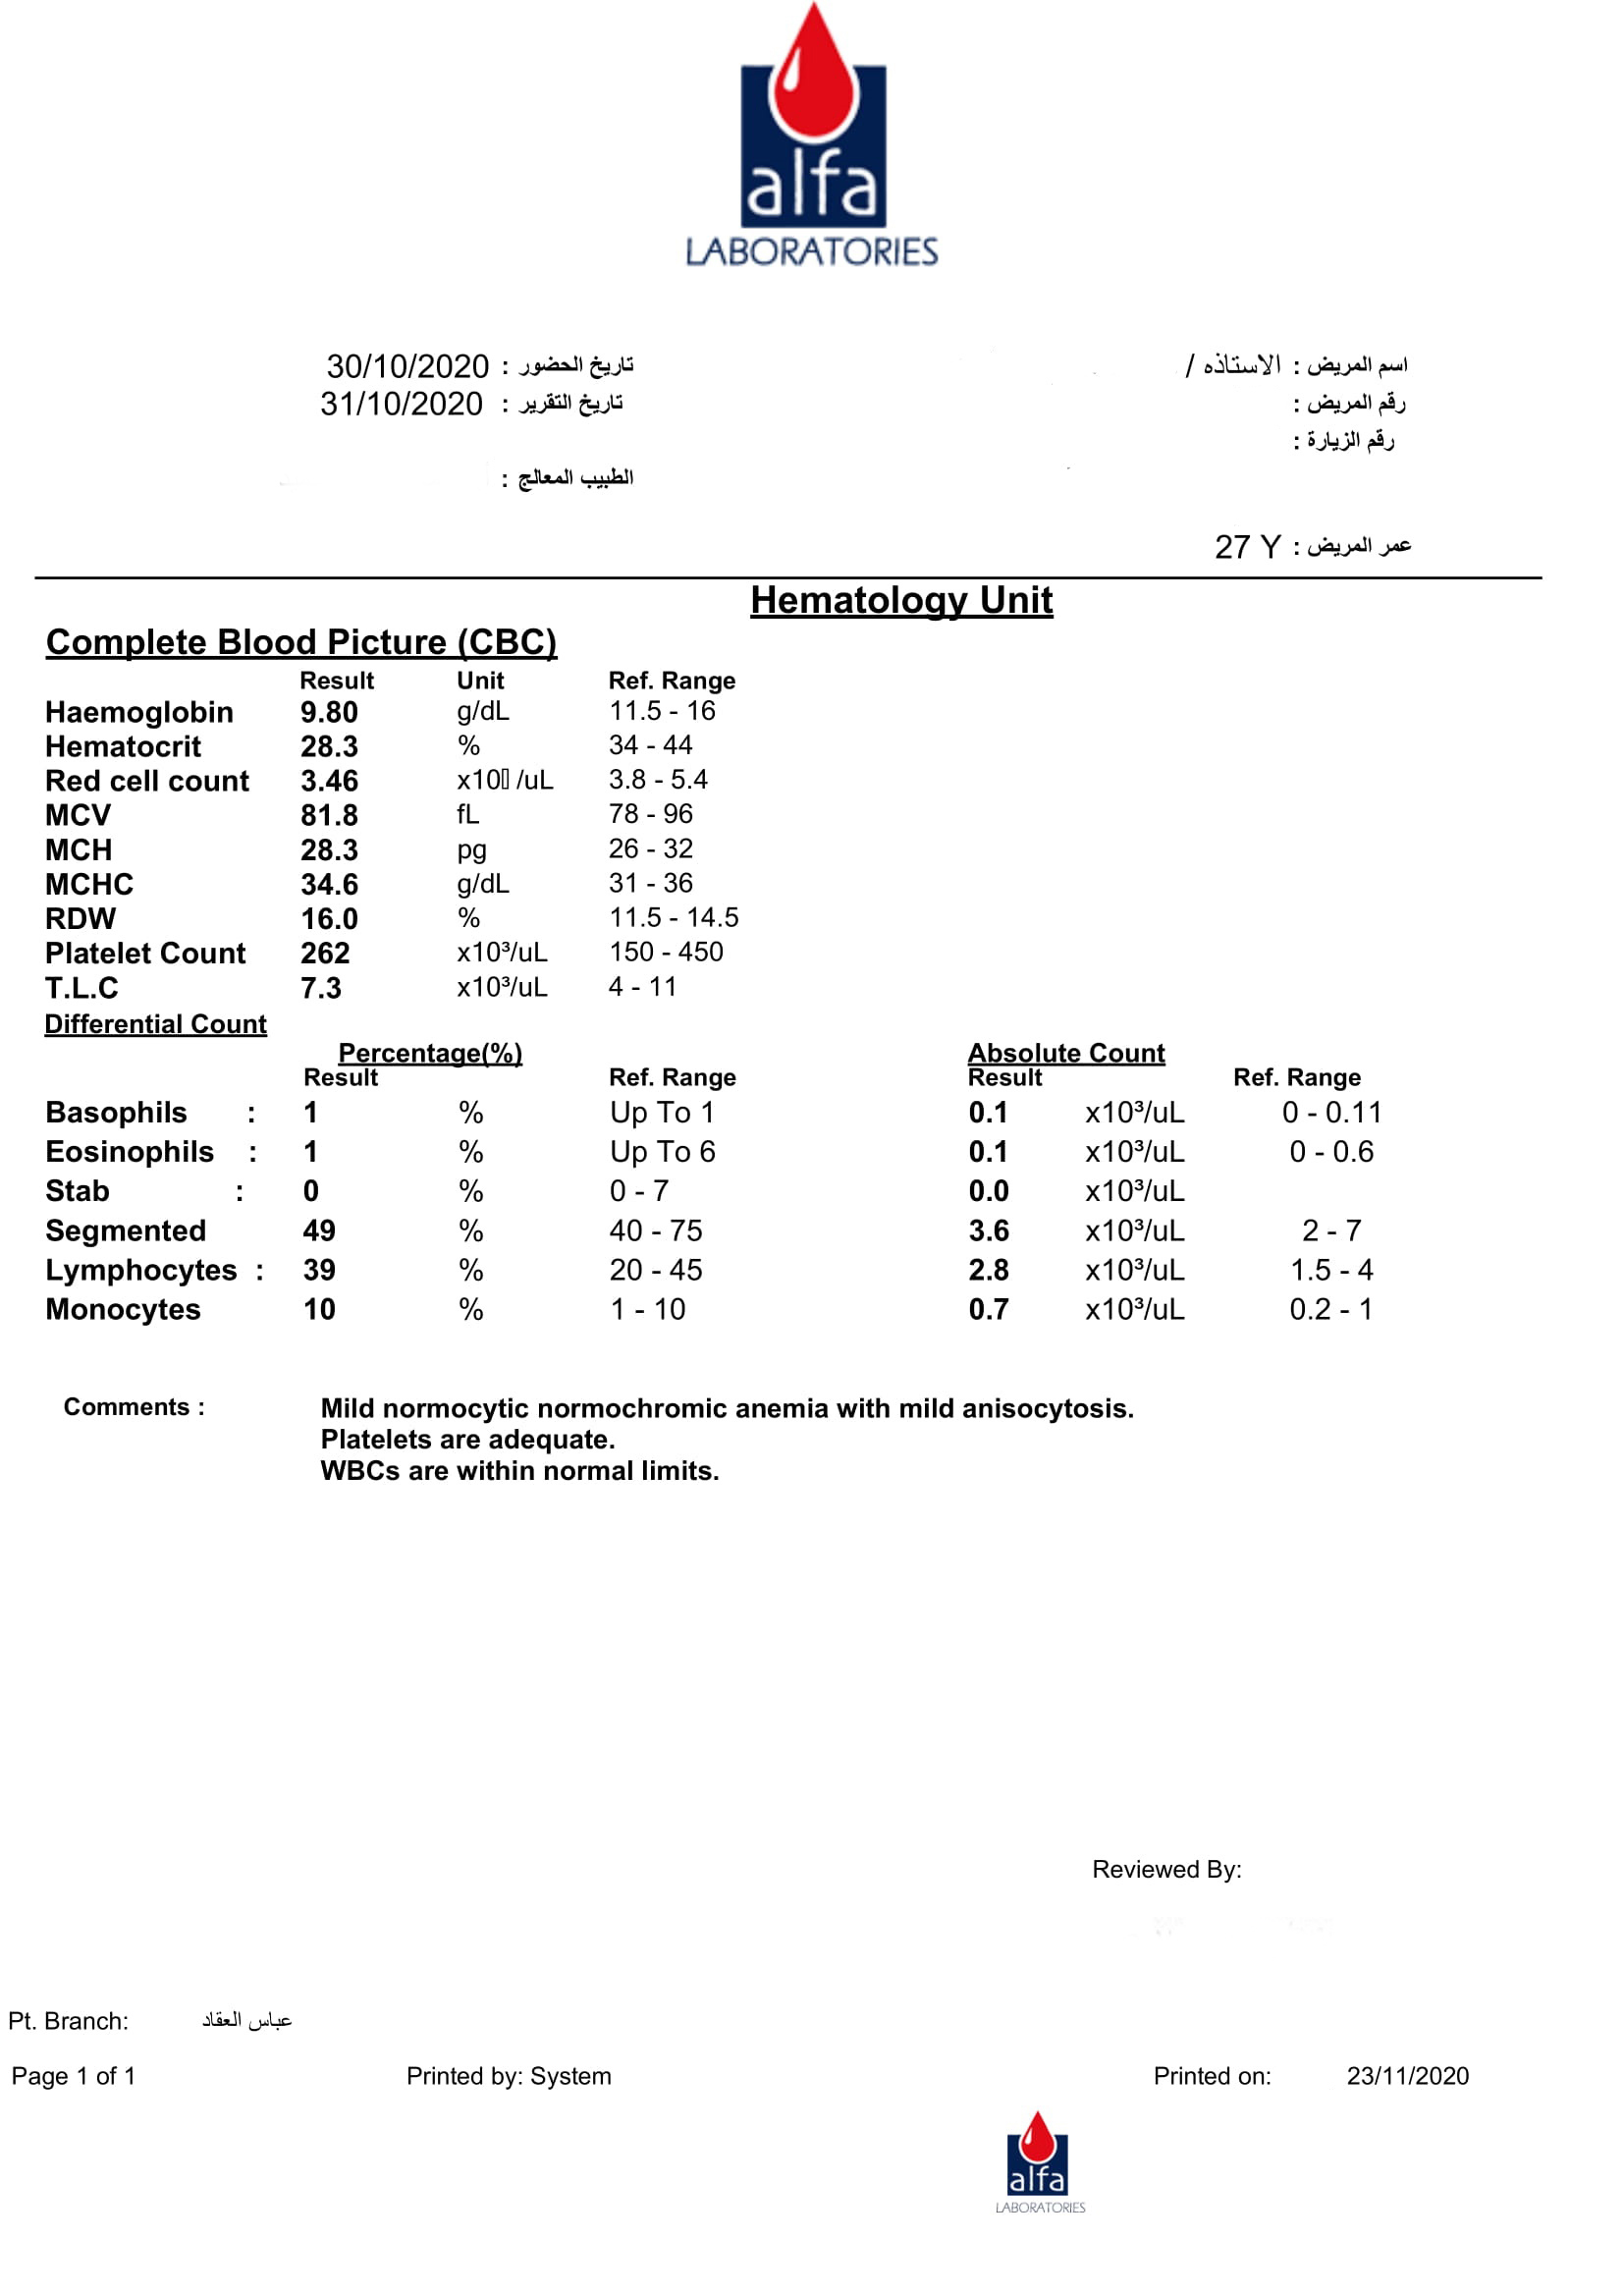 alfa
LABORATORIES
اسم المريض : الاستاذه / تاريخ الحضور : 30/10/2020
رقم المريض : تاريخ التقرير : 31/10/2020
رقم الزيارة :
الطبيب المعالج :
عمر المريض : 27 Y
Hematology Unit
Complete Blood Picture (CBC)
Result Unit Ref. Range
Haemoglobin 9.80 g/dL 11.5 - 16
Hematocrit 28.3 % 34 - 44
Red cell count 3.46 x10▯ /uL 3.8 - 5.4
MCV 81.8 fL 78 - 96
MCH 28.3 pg 26 - 32
MCHC 34.6 g/dL 31 - 36
RDW 16.0 % 11.5 - 14.5
Platelet Count 262 x10³/uL 150 - 450
T.L.C 7.3 x10³/uL 4 - 11
Differential Count
Percentage(%) Absolute Count
Result Ref. Range Result Ref. Range
Basophils : 1 % Up To 1 0.1 x10³/uL 0 - 0.11
Eosinophils : 1 % Up To 6 0.1 x10³/uL 0 - 0.6
Stab : 0 % 0 - 7 0.0 x10³/uL
Segmented 49 % 40 - 75 3.6 x10³/uL 2 - 7
Lymphocytes : 39 % 20 - 45 2.8 x10³/uL 1.5 - 4
Monocytes 10 % 1 - 10 0.7 x10³/uL 0.2 - 1
Comments : Mild normocytic normochromic anemia with mild anisocytosis.
Platelets are adequate.
WBCs are within normal limits.
Reviewed By:
Pt. Branch: عباس العقاد
Page 1 of 1 Printed by: System Printed on: 23/11/2020
alfa
LABORATORIES